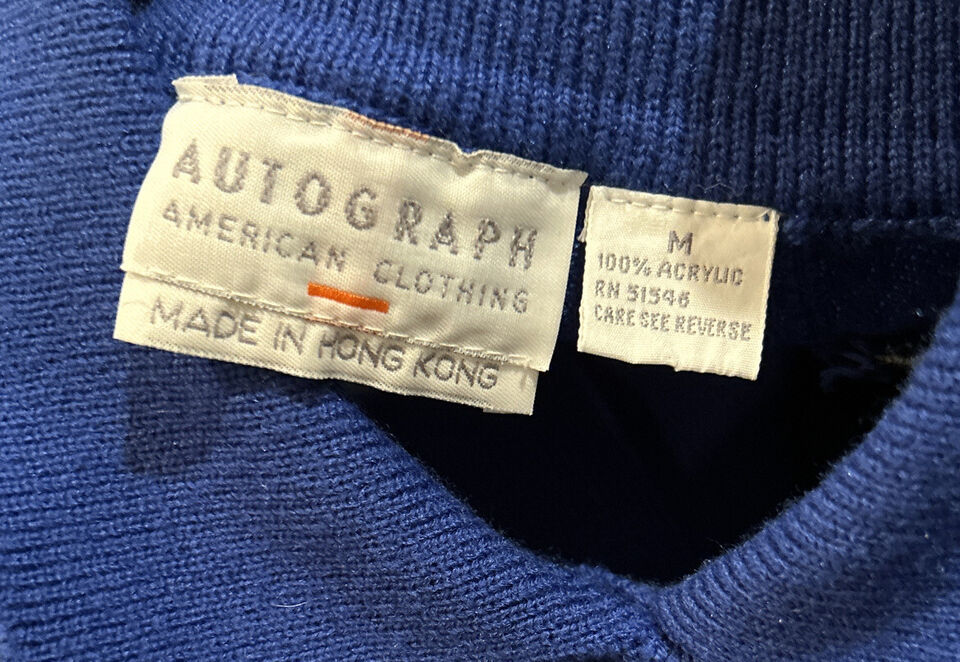 AUTOGRAPH
AMERICAN CLOTHING
MADE IN HONG KONG
M
100% ACRYLIC
RN 51546
CARE SEE REVERSE